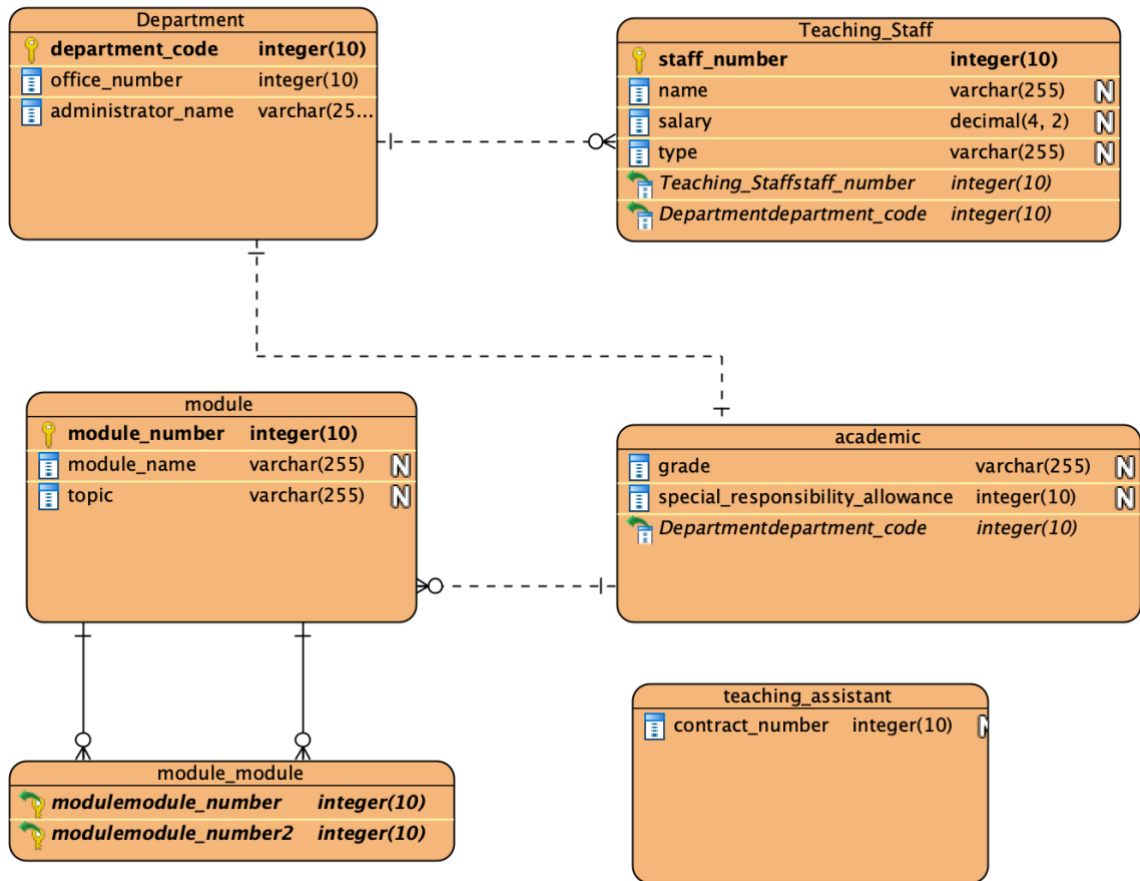 Department
department_code integer(10)
office_number integer(10)
administrator_name varchar(25...
Teaching_Staff
staff_number integer(10)
name varchar(255) N
salary decimal(4, 2) N
type varchar(255) N
Teaching_Staffstaff_number integer(10)
Departmentdepartment_code integer(10)
module
module_number integer(10)
module_name varchar(255) N
topic varchar(255) N
academic
grade varchar(255) N
special_responsibility_allowance integer(10) N
Departmentdepartment_code integer(10)
teaching_assistant
contract_number integer(10) N
module_module
modulemodule_number integer(10)
modulemodule_number2 integer(10)